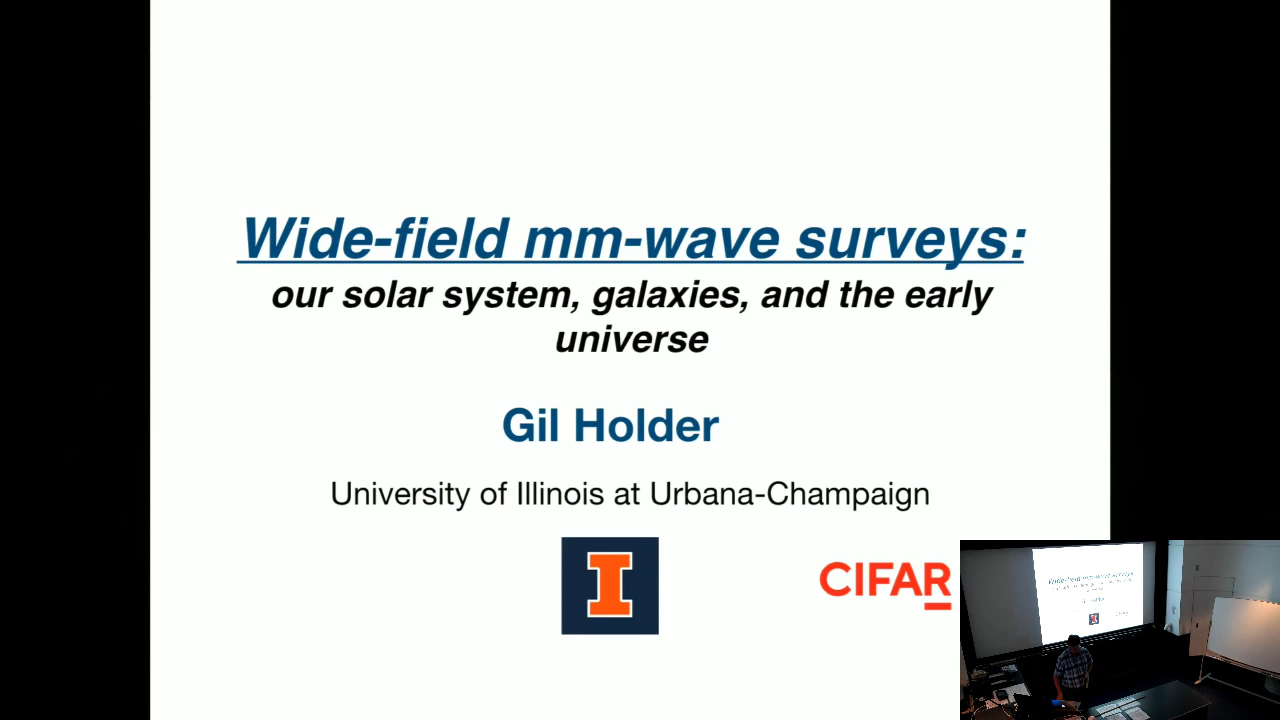 Wide-field mm-wave surveys:
our solar system, galaxies, and the early
universe
Gil Holder
University of Illinois at Urbana-Champaign
I
CIFAR